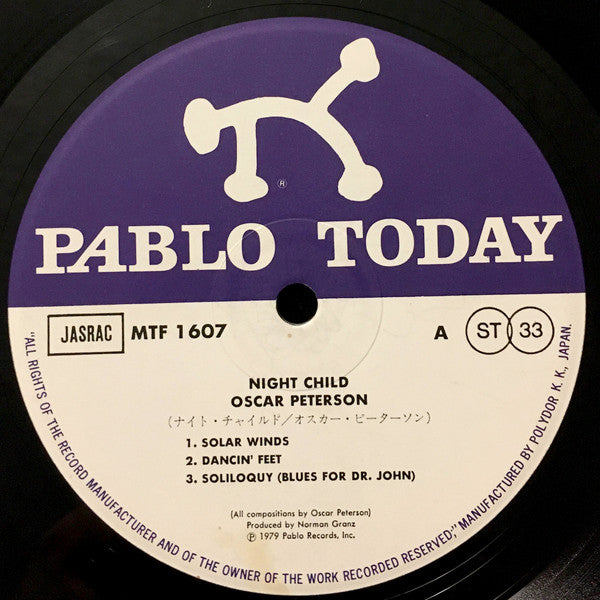 ®
PABLO TODAY
JASRAC MTF 1607 A ST 33
NIGHT CHILD
OSCAR PETERSON
(ナイト・チャイルド/オスカー・ピーターソン)
1. SOLAR WINDS
2. DANCIN' FEET
3. SOLILOQUY (BLUES FOR DR. JOHN)
(All compositions by Oscar Peterson)
Produced by Norman Granz
℗ 1979 Pablo Records, Inc.
"ALL RIGHTS OF THE RECORD MANUFACTURER AND OF THE OWNER OF THE WORK RECORDED RESERVED;" MANUFACTURED BY POLYDOR K. K., JAPAN.